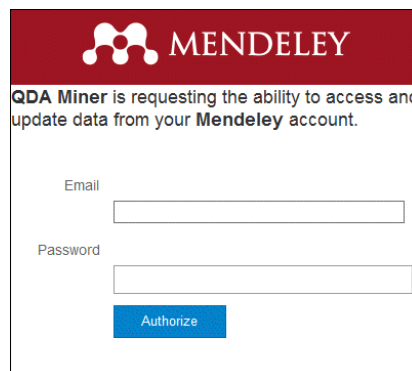 MENDELEY
QDA Miner is requesting the ability to access and
update data from your Mendeley account.
Email
Password
Authorize